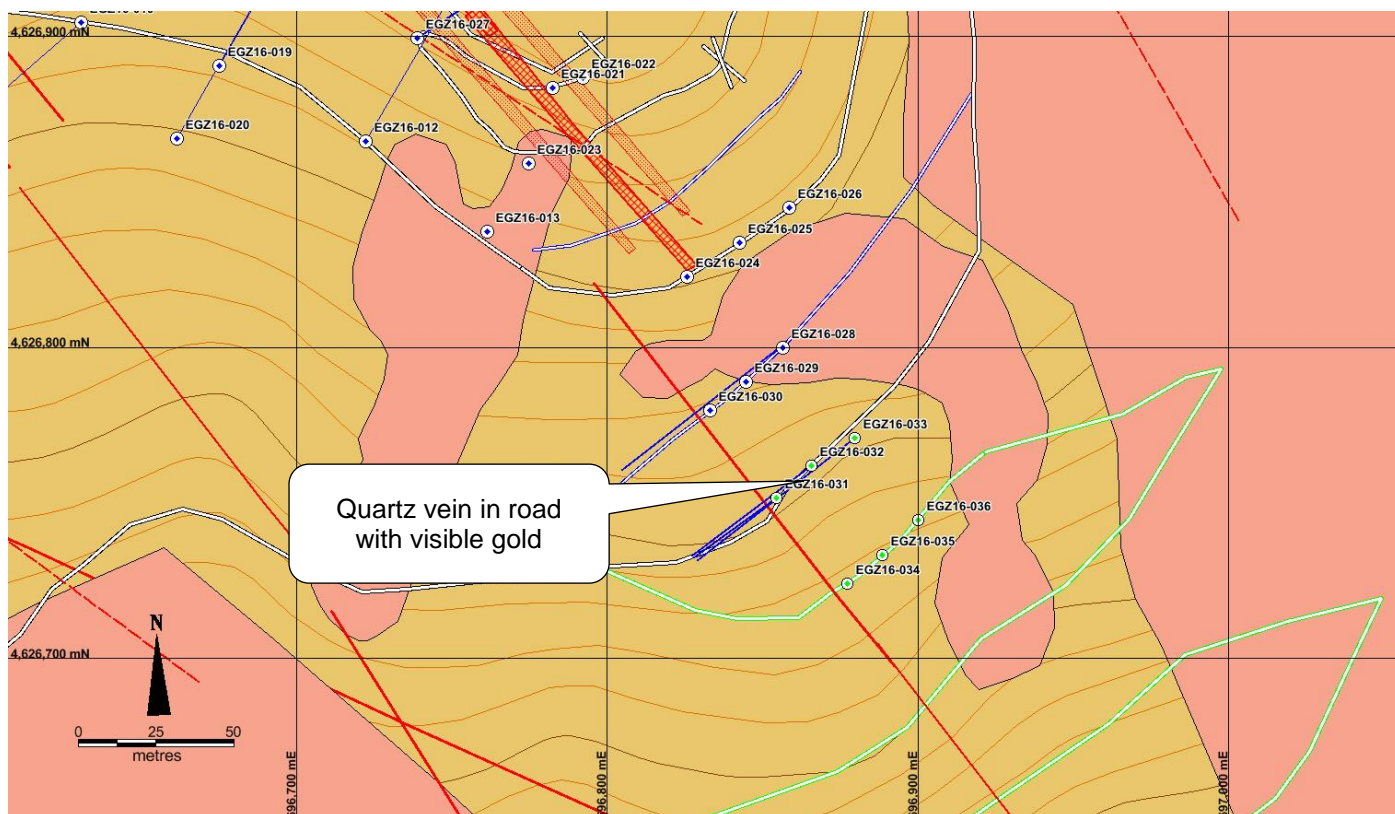 EGZ16-027
4,626,900 mN
EGZ16-019
EGZ16-022
EGZ16-021
EGZ16-020
EGZ16-012
EGZ16-023
EGZ16-026
EGZ16-013
EGZ16-025
EGZ16-024
4,626,800 mN
EGZ16-028
EGZ16-029
EGZ16-030
EGZ16-033
EGZ16-032
EGZ16-031
Quartz vein in road
with visible gold
EGZ16-036
EGZ16-035
EGZ16-034
N
4,626,700 mN
0 25 50
metres
696,700 mE
696,800 mE
696,900 mE
697,000 mE